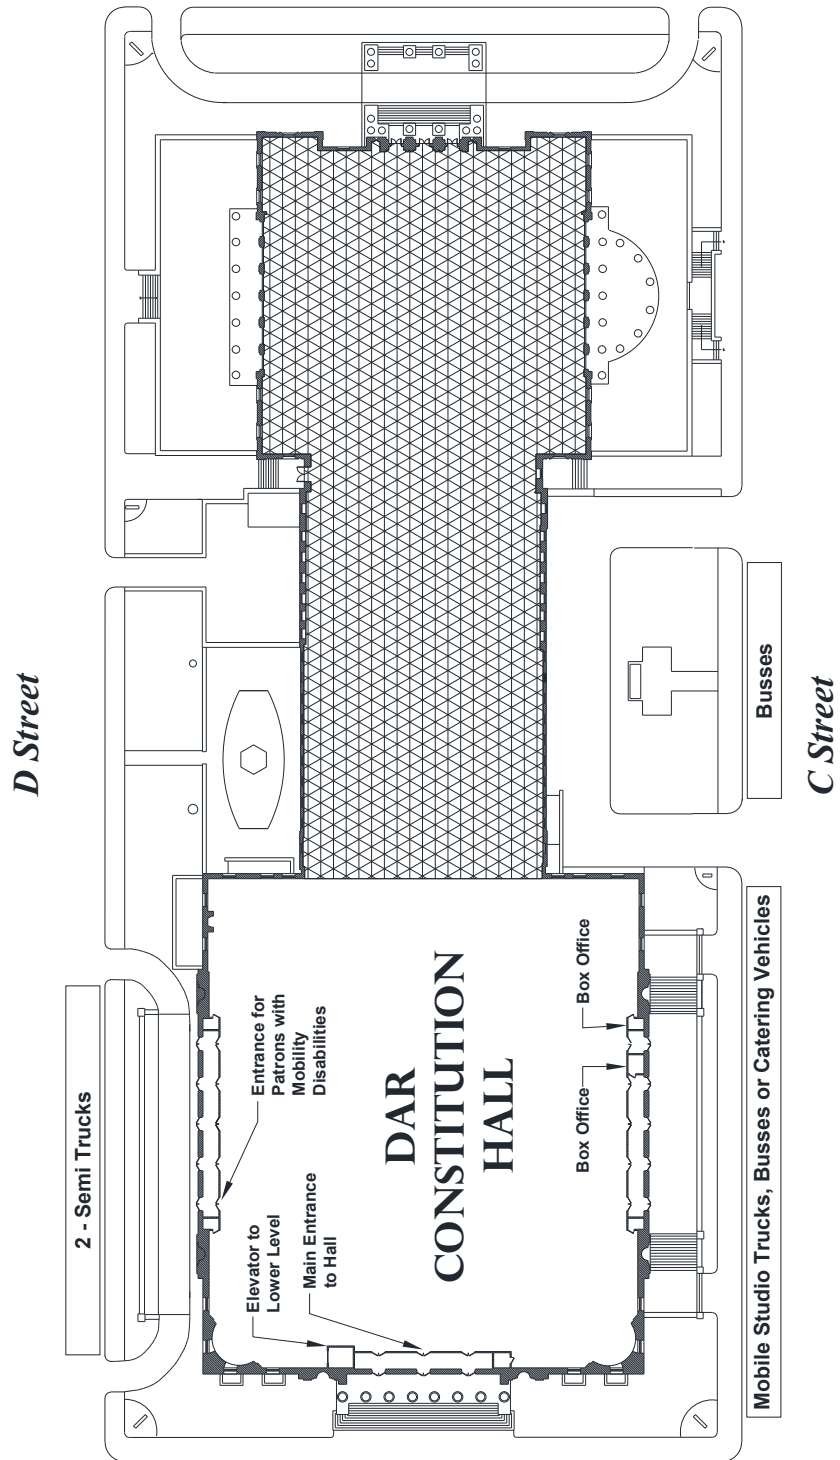 D Street
2 - Semi Trucks
Entrance for
Patrons with
Mobility
Disabilities
Elevator to
Lower Level
Main Entrance
to Hall
DAR
CONSTITUTION
HALL
Box Office
Box Office
Busses
Mobile Studio Trucks, Busses or Catering Vehicles
C Street